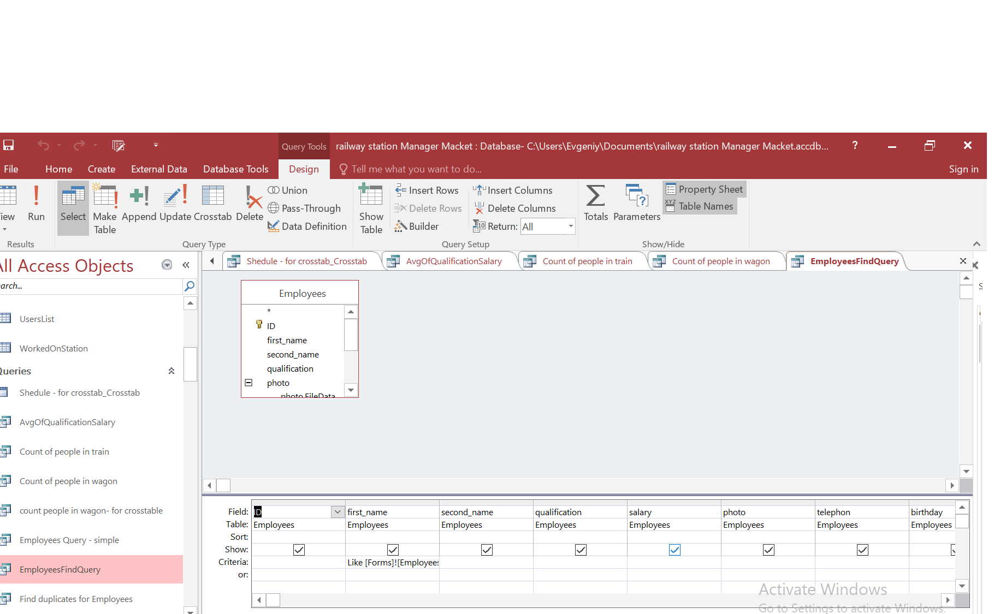 Query Tools railway station Manager Macket : Database- C:\Users\Evgeniy\Documents\railway station Manager Macket.accdb... ?
File Home Create External Data Database Tools Design Tell me what you want to do... Sign in
iew Run Select Make Table Append Update Crosstab Delete
Union
Pass-Through
Data Definition
Show Table
Insert Rows
Delete Rows
Builder
Insert Columns
Delete Columns
Return: All
Totals Parameters
Property Sheet
Table Names
Results Query Type Query Setup Show/Hide
All Access Objects
arch...
UsersList
WorkedOnStation
Queries
Shedule - for crosstab_Crosstab
AvgOfQualificationSalary
Count of people in train
Count of people in wagon
count people in wagon- for crosstable
Employees Query - simple
EmployeesFindQuery
Find duplicates for Employees
Shedule - for crosstab_Crosstab AvgOfQualificationSalary Count of people in train Count of people in wagon EmployeesFindQuery
S
Employees
*
ID
first_name
second_name
qualification
photo
photo.FileData
Field: ID first_name second_name qualification salary photo telephon birthday
Table: Employees Employees Employees Employees Employees Employees Employees Employees
Sort:
Show:
Criteria: Like [Forms]![Employees
or:
Activate Windows
Go to Settings to activate Windows.